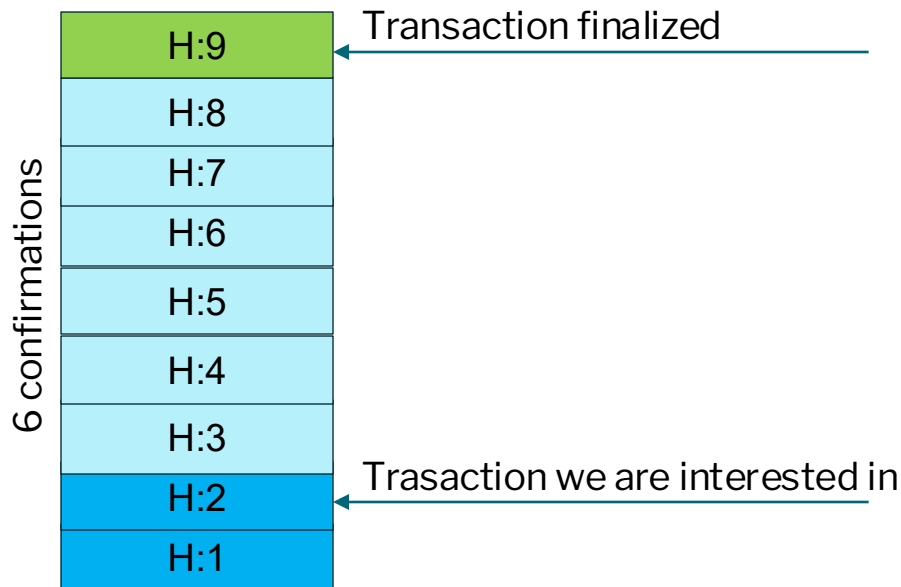 Transaction finalized
H:9
H:8
H:7
H:6
H:5
H:4
H:3
6 confirmations
Trasaction we are interested in
H:2
H:1